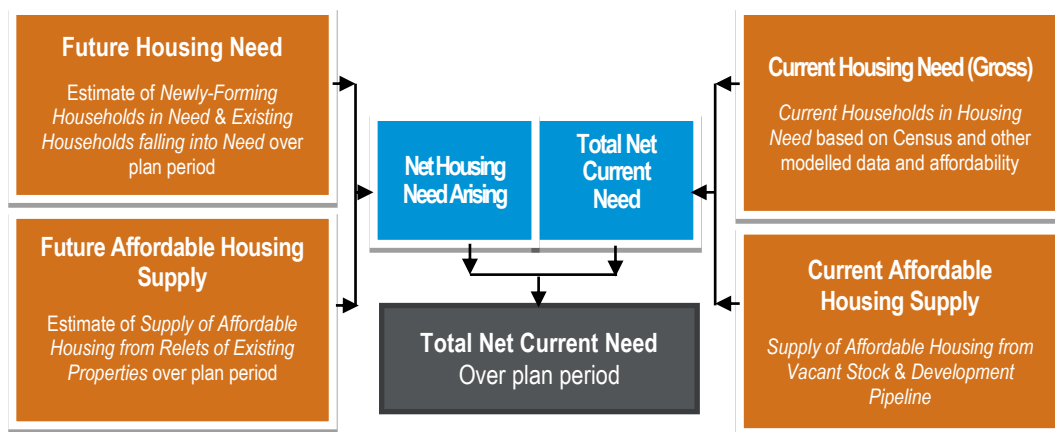 Future Housing Need
Estimate of Newly-Forming
Households in Need & Existing
Households falling into Need over
plan period
Future Affordable Housing
Supply
Estimate of Supply of Affordable
Housing from Relets of Existing
Properties over plan period
Net Housing
Need Arising
Total Net
Current
Need
Total Net Current Need
Over plan period
Current Housing Need (Gross)
Current Households in Housing
Need based on Census and other
modelled data and affordability
Current Affordable
Housing Supply
Supply of Affordable Housing from
Vacant Stock & Development
Pipeline